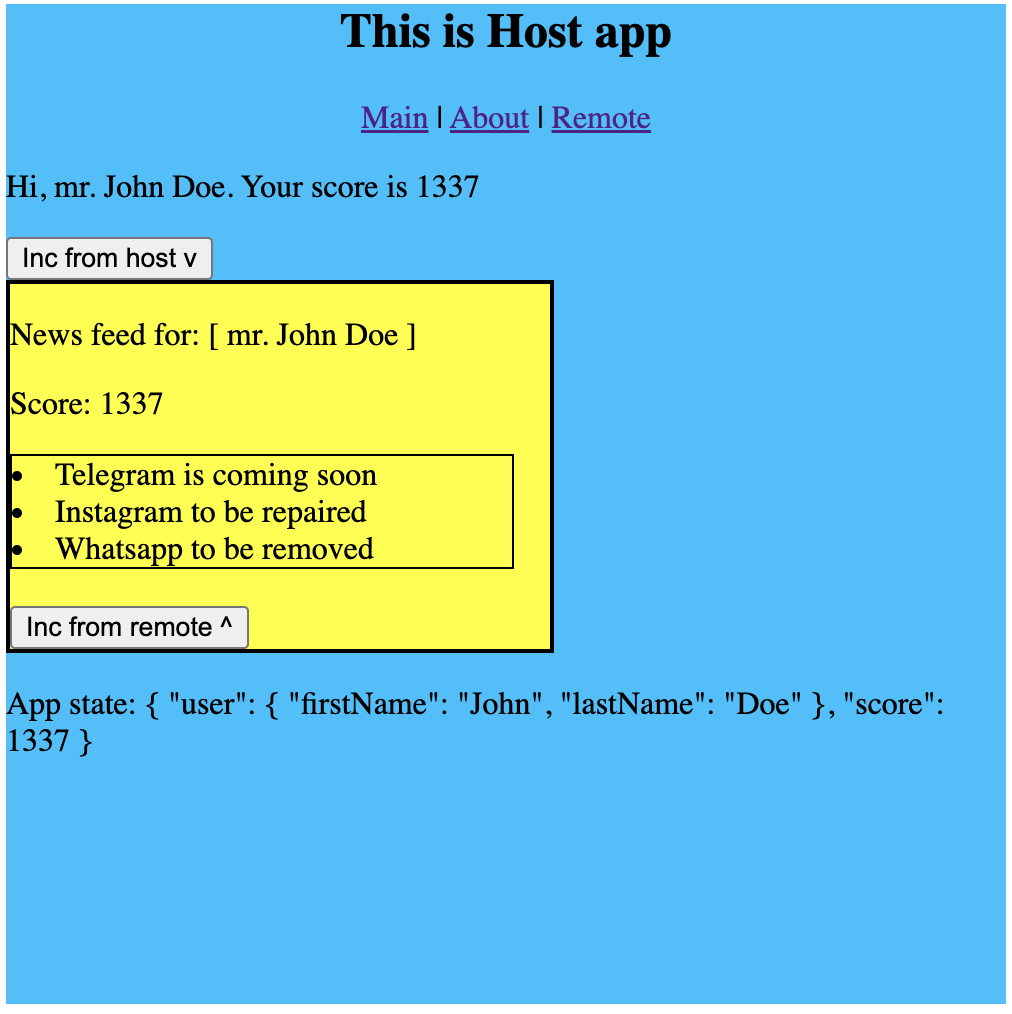 This is Host app
Main | About | Remote
Hi, mr. John Doe. Your score is 1337
Inc from host v
News feed for: [ mr. John Doe ]
Score: 1337
• Telegram is coming soon
• Instagram to be repaired
• Whatsapp to be removed
Inc from remote ^
App state: { "user": { "firstName": "John", "lastName": "Doe" }, "score":
1337 }